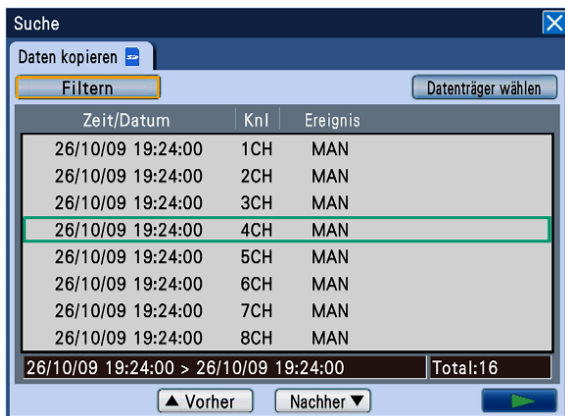 Suche
Daten kopieren
Filtern Datenträger wählen
Zeit/Datum Knl Ereignis
26/10/09 19:24:00 1CH MAN
26/10/09 19:24:00 2CH MAN
26/10/09 19:24:00 3CH MAN
26/10/09 19:24:00 4CH MAN
26/10/09 19:24:00 5CH MAN
26/10/09 19:24:00 6CH MAN
26/10/09 19:24:00 7CH MAN
26/10/09 19:24:00 8CH MAN
26/10/09 19:24:00 > 26/10/09 19:24:00 Total:16
▲ Vorher Nachher ▼